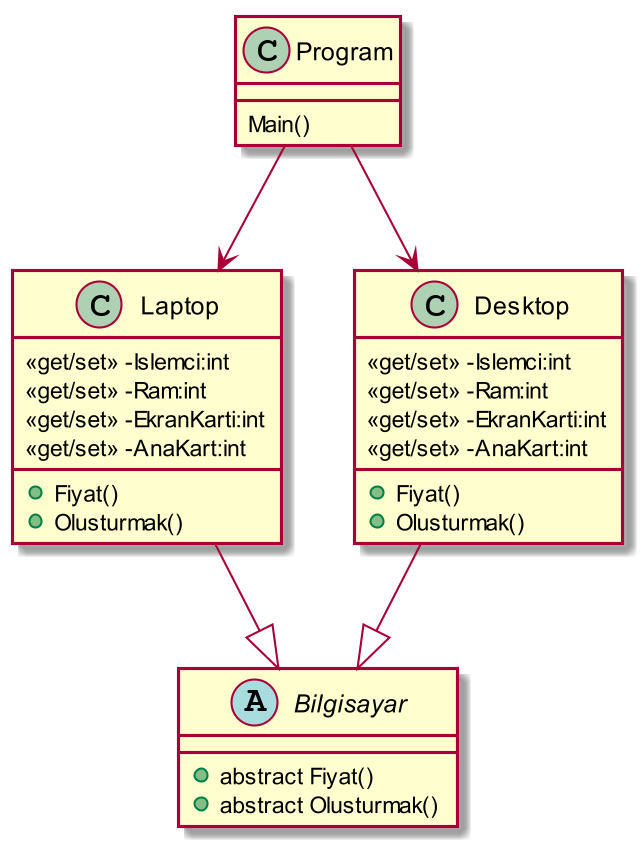 C Program
Main()
C Laptop
«get/set» -Islemci:int
«get/set» -Ram:int
«get/set» -EkranKarti:int
«get/set» -AnaKart:int
Fiyat()
Olusturmak()
C Desktop
«get/set» -Islemci:int
«get/set» -Ram:int
«get/set» -EkranKarti:int
«get/set» -AnaKart:int
Fiyat()
Olusturmak()
A Bilgisayar
abstract Fiyat()
abstract Olusturmak()